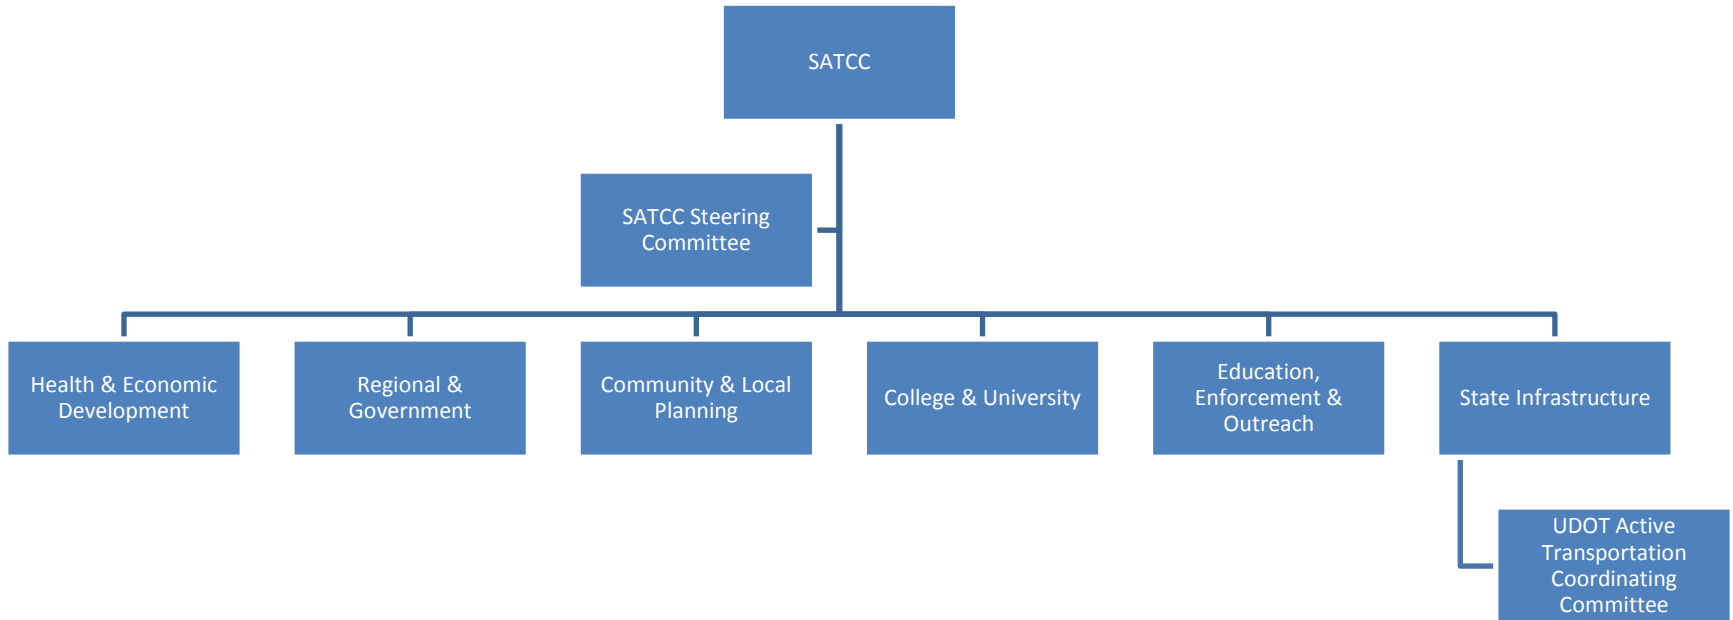 SATCC
SATCC Steering
Committee
Health & Economic
Development
Regional &
Government
Community & Local
Planning
College & University
Education,
Enforcement &
Outreach
State Infrastructure
UDOT Active
Transportation
Coordinating
Committee